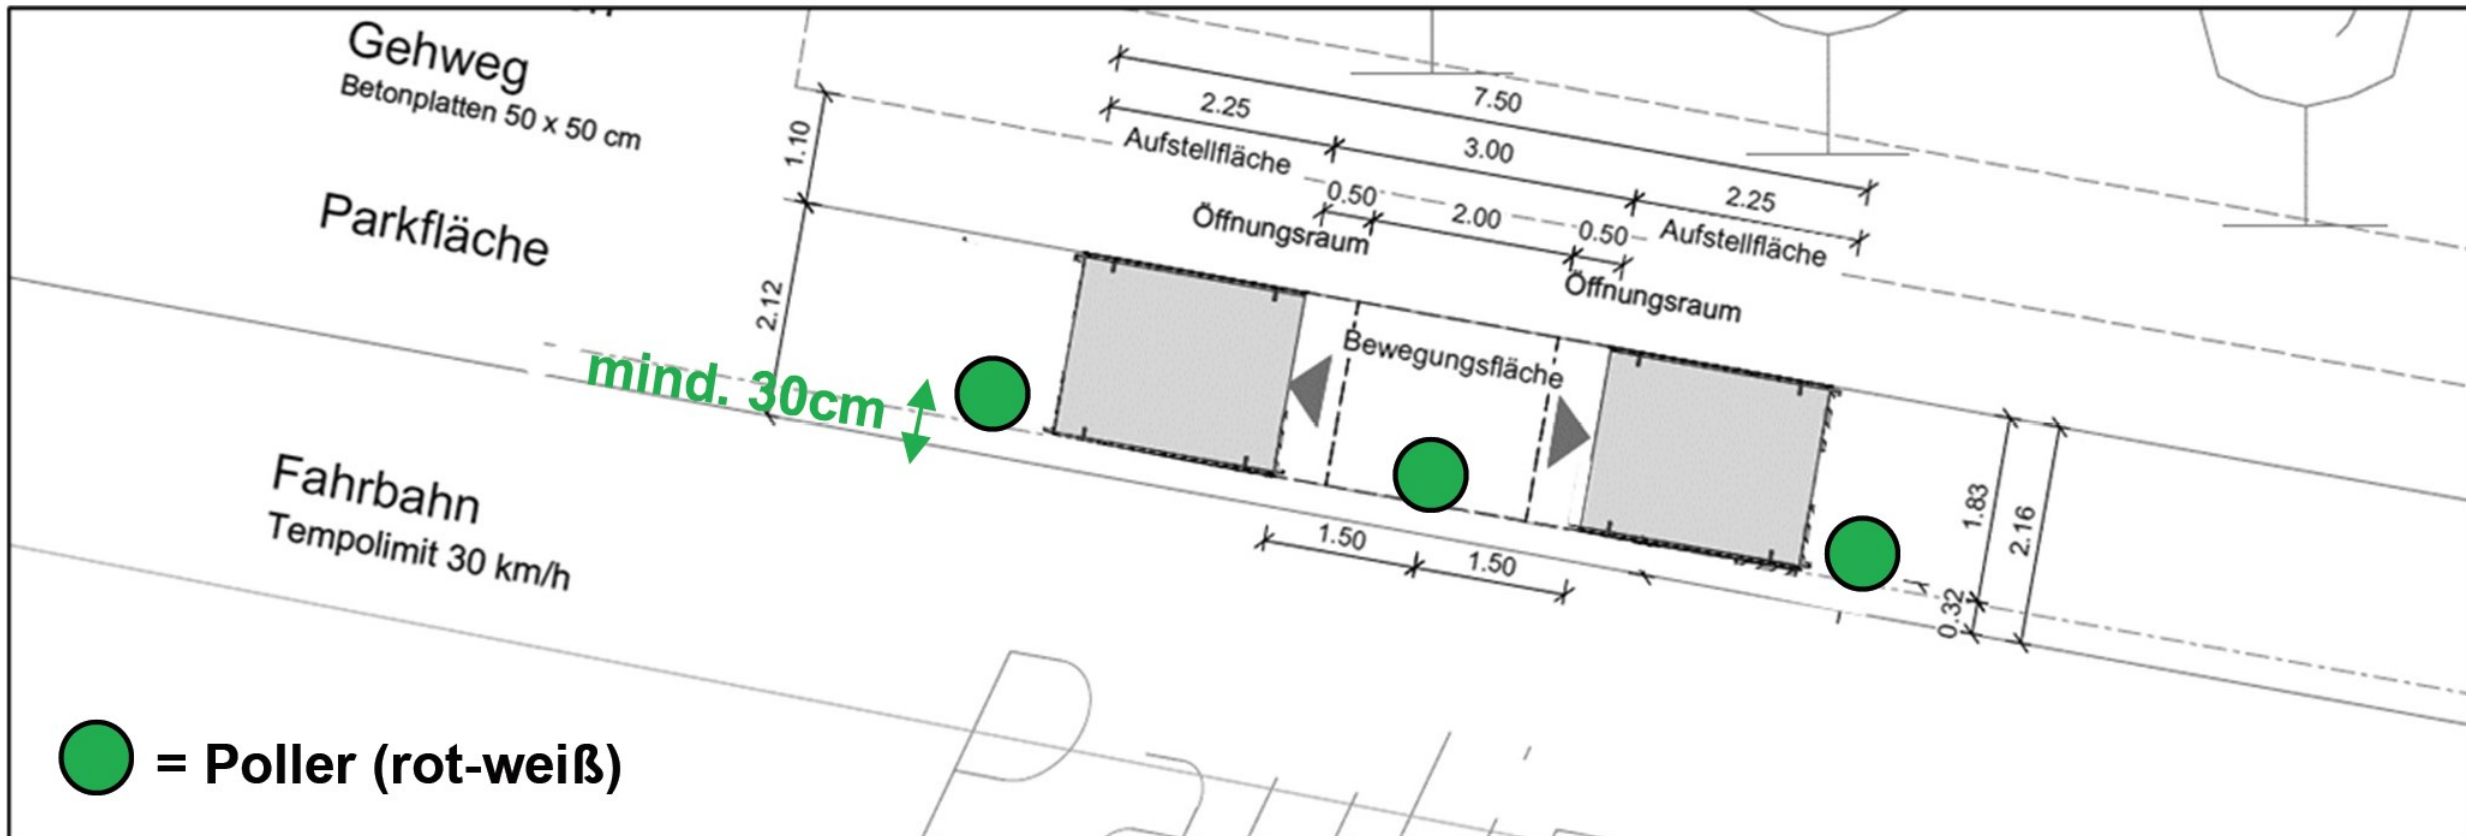 Gehweg
Betonplatten 50 x 50 cm
Parkfläche
1.10
2.12
7.50
2.25
3.00
2.25
Aufstellfläche
Aufstellfläche
0.50
2.00
0.50
Öffnungsraum
Öffnungsraum
Bewegungsfläche
mind. 30cm
Fahrbahn
Tempolimit 30 km/h
1.50
1.50
1.83
2.16
0.32
= Poller (rot-weiß)